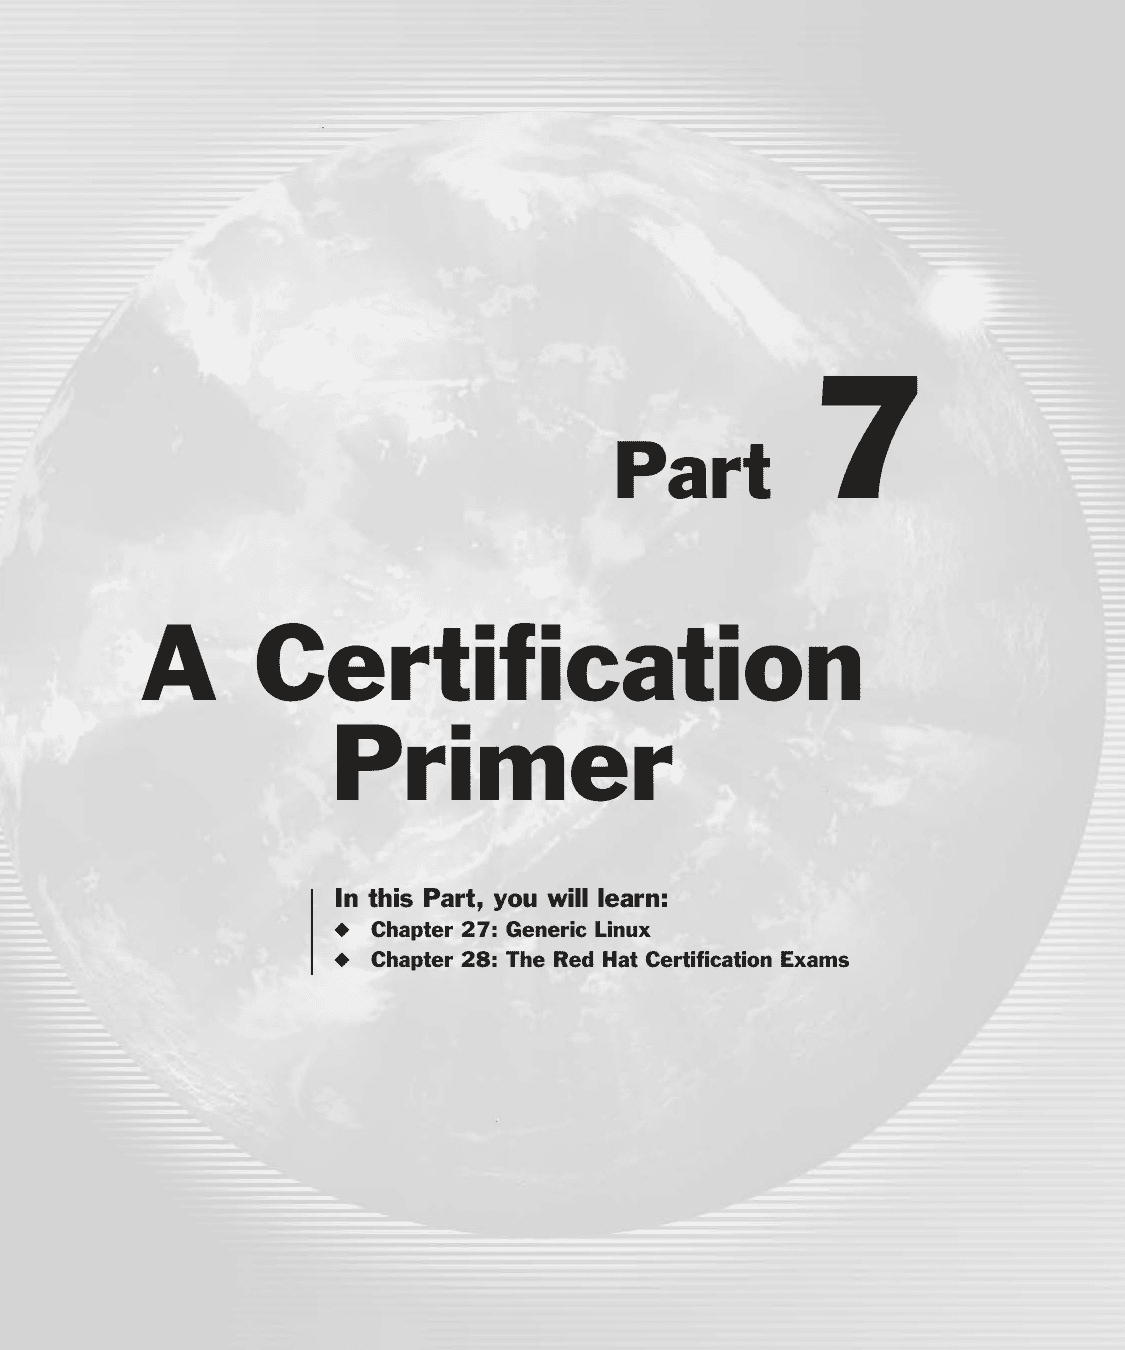 Part 7
A Certification
Primer
In this Part, you will learn:
◆ Chapter 27: Generic Linux
◆ Chapter 28: The Red Hat Certification Exams